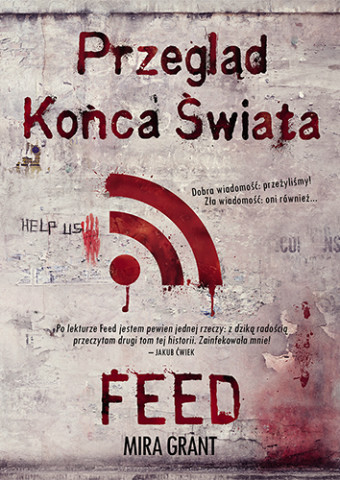 Przegląd
Końca Świata
Dobra wiadomość: przeżyliśmy!
Zła wiadomość: oni również...
HELP US
Po lekturze Feed jestem pewien jednej rzeczy: z dziką radością
przeczytam drugi tom tej historii. Zainfekowała mnie!
– JAKUB ĆWIEK
FEED
MIRA GRANT